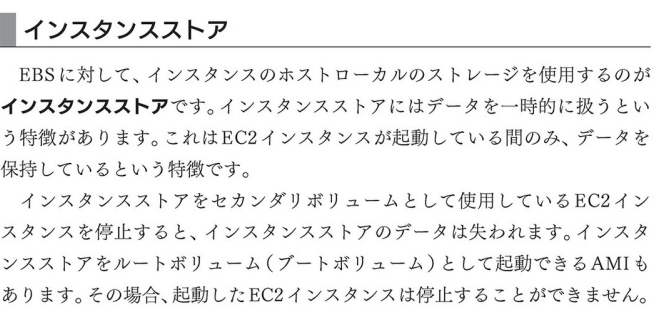 インスタンスストア
EBSに対して、インスタンスのホストローカルのストレージを使用するのが
インスタンスストアです。インスタンスストアにはデータを一時的に扱うとい
う特徴があります。これはEC2インスタンスが起動している間のみ、データを
保持しているという特徴です。
インスタンスストアをセカンダリボリュームとして使用しているEC2イン
スタンスを停止すると、インスタンスストアのデータは失われます。インスタ
ンスストアをルートボリューム（ブートボリューム）として起動できるAMIも
あります。その場合、起動したEC2インスタンスは停止することができません。